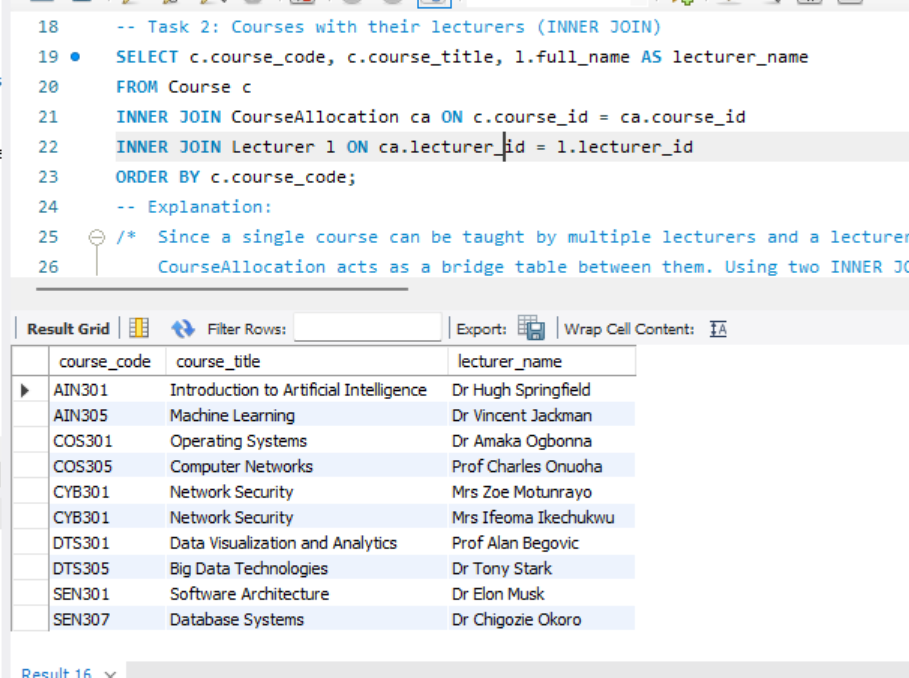 18 -- Task 2: Courses with their lecturers (INNER JOIN)
19 SELECT c.course_code, c.course_title, l.full_name AS lecturer_name
20 FROM Course c
21 INNER JOIN CourseAllocation ca ON c.course_id = ca.course_id
22 INNER JOIN Lecturer l ON ca.lecturer_id = l.lecturer_id
23 ORDER BY c.course_code;
24 -- Explanation:
25 /* Since a single course can be taught by multiple lecturers and a lecturer
26 CourseAllocation acts as a bridge table between them. Using two INNER JO
Result Grid Filter Rows: Export: Wrap Cell Content:
course_code course_title lecturer_name
AIN301 Introduction to Artificial Intelligence Dr Hugh Springfield
AIN305 Machine Learning Dr Vincent Jackman
COS301 Operating Systems Dr Amaka Ogbonna
COS305 Computer Networks Prof Charles Onuoha
CYB301 Network Security Mrs Zoe Motunrayo
CYB301 Network Security Mrs Ifeoma Ikechukwu
DTS301 Data Visualization and Analytics Prof Alan Begovic
DTS305 Big Data Technologies Dr Tony Stark
SEN301 Software Architecture Dr Elon Musk
SEN307 Database Systems Dr Chigozie Okoro
Result 16